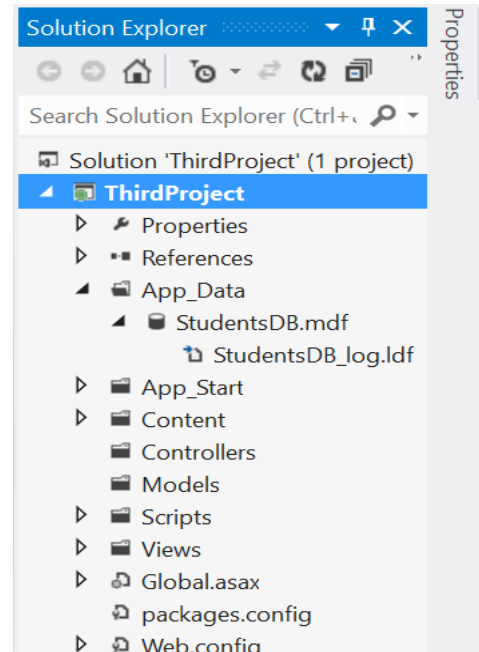 Solution Explorer
Properties
Search Solution Explorer (Ctrl+
Solution 'ThirdProject' (1 project)
ThirdProject
Properties
References
App_Data
StudentsDB.mdf
StudentsDB_log.ldf
App_Start
Content
Controllers
Models
Scripts
Views
Global.asax
packages.config
Web.config